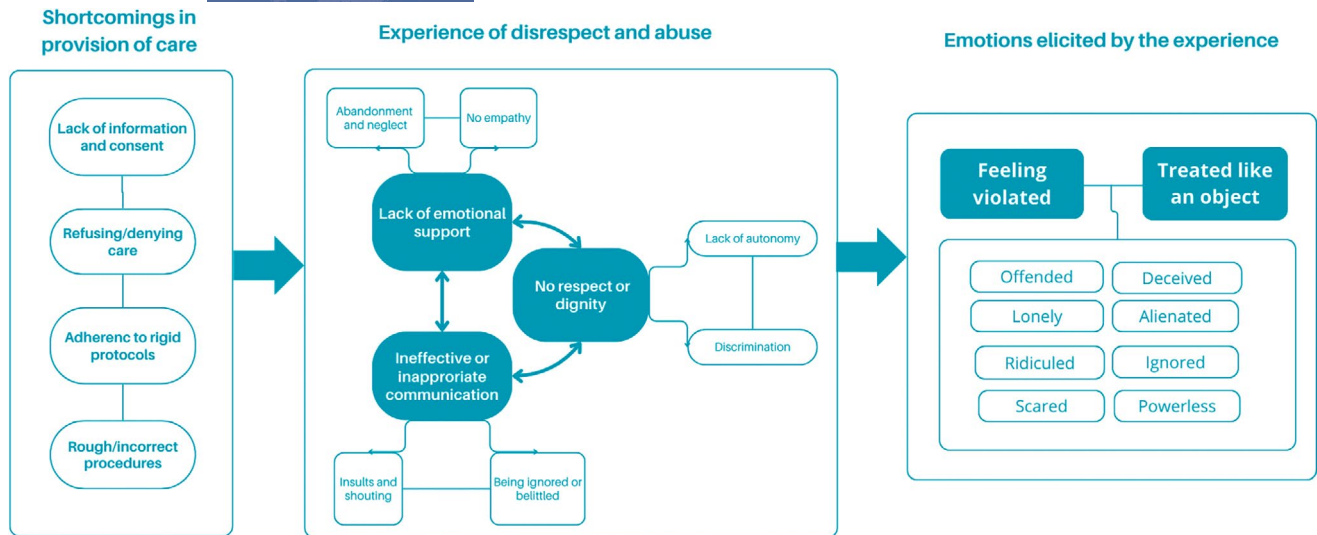 Shortcomings in
provision of care
Lack of information
and consent
Refusing/denying
care
Adherenc to rigid
protocols
Rough/incorrect
procedures
Experience of disrespect and abuse
Abandonment
and neglect
No empathy
Lack of emotional
support
No respect or
dignity
Ineffective or
inapproriate
communication
Lack of autonomy
Discrimination
Insults and
shouting
Being ignored or
belittled
Emotions elicited by the experience
Feeling
violated
Treated like
an object
Offended
Deceived
Lonely
Alienated
Ridiculed
Ignored
Scared
Powerless